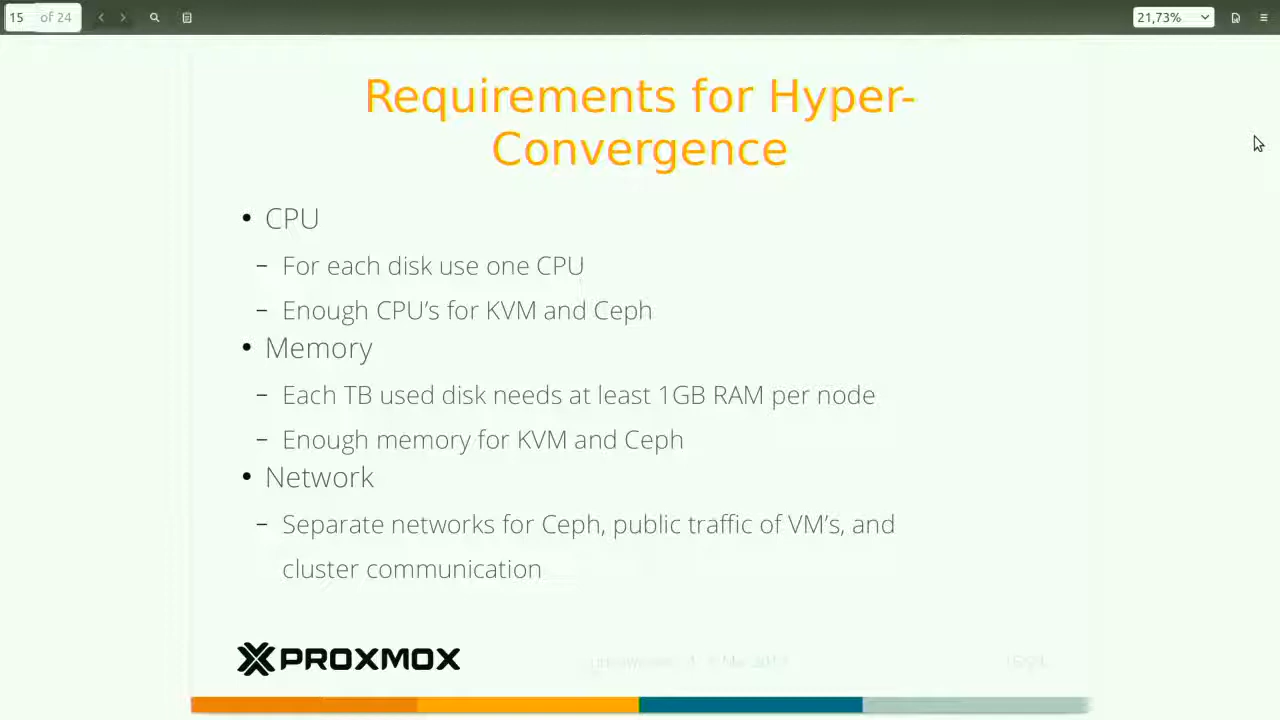 15 of 24
21,73%
Requirements for Hyper-
Convergence
• CPU
– For each disk use one CPU
– Enough CPU’s for KVM and Ceph
• Memory
– Each TB used disk needs at least 1GB RAM per node
– Enough memory for KVM and Ceph
• Network
– Separate networks for Ceph, public traffic of VM’s, and
cluster communication
PROXMOX